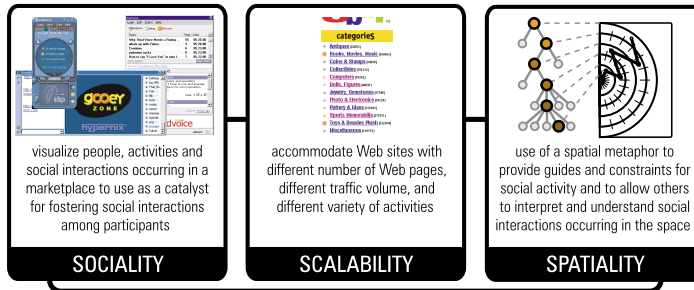 gooey
ZONE
hypernix
dvoice
categories
Antiques
Books, Movies, Music
Coins & Stamps
Collectibles
Computers
Dolls, Figures
Jewelry, Gemstones
Photo & Electronics
Pottery & Glass
Sports Memorabilia
Toys & Beanies Plush
Miscellaneous
visualize people, activities and
social interactions occurring in a
marketplace to use as a catalyst
for fostering social interactions
among participants
SOCIALITY
accommodate Web sites with
different number of Web pages,
different traffic volume, and
different variety of activities
SCALABILITY
use of a spatial metaphor to
provide guides and constraints for
social activity and to allow others
to interpret and understand social
interactions occurring in the space
SPATIALITY